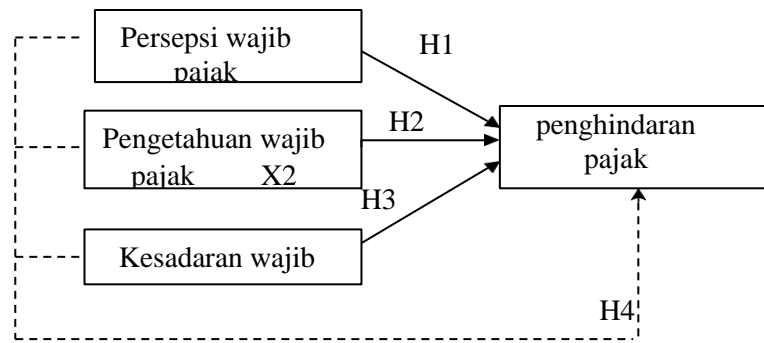 Persepsi wajib
pajak
H1
Pengetahuan wajib
pajak X2
H2
penghindaran
pajak
H3
Kesadaran wajib
H4